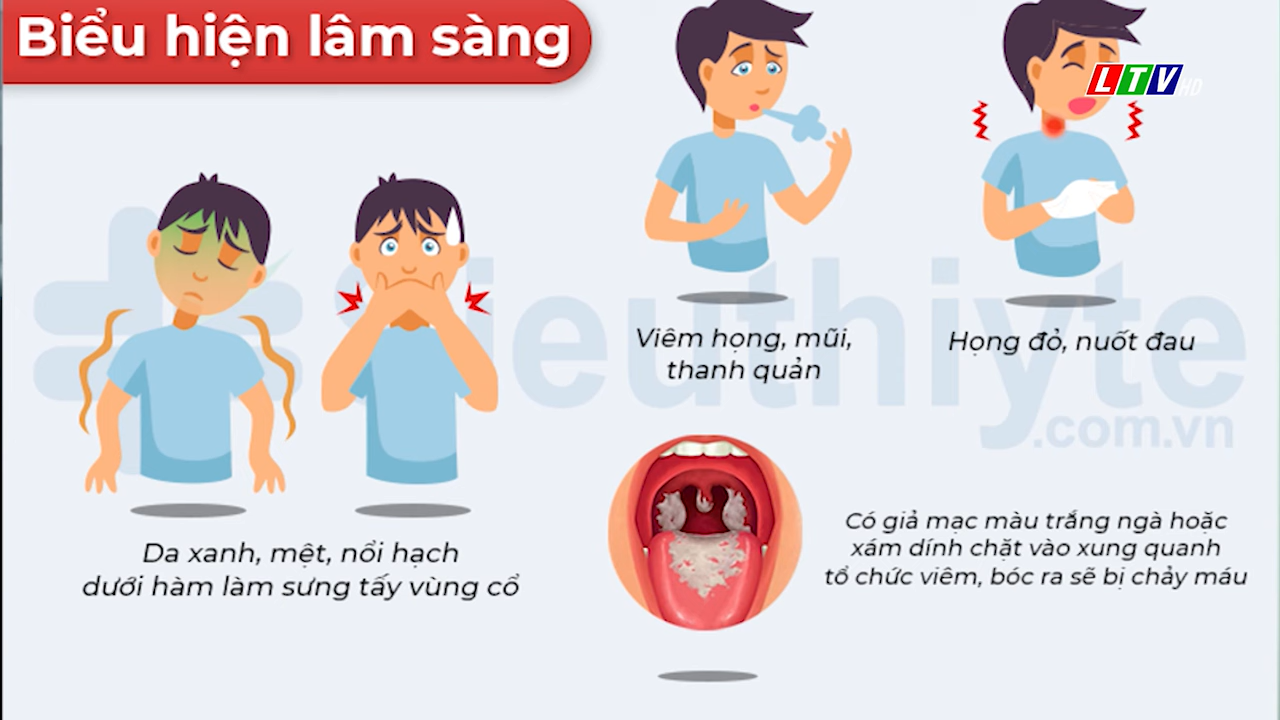 Biểu hiện lâm sàng
LTV HD
Sieuthiyte
.com.vn
Viêm họng, mũi,
thanh quản
Họng đỏ, nuốt đau
Da xanh, mệt, nổi hạch
dưới hàm làm sưng tấy vùng cổ
Có giả mạc màu trắng ngà hoặc
xám dính chặt vào xung quanh
tổ chức viêm, bóc ra sẽ bị chảy máu